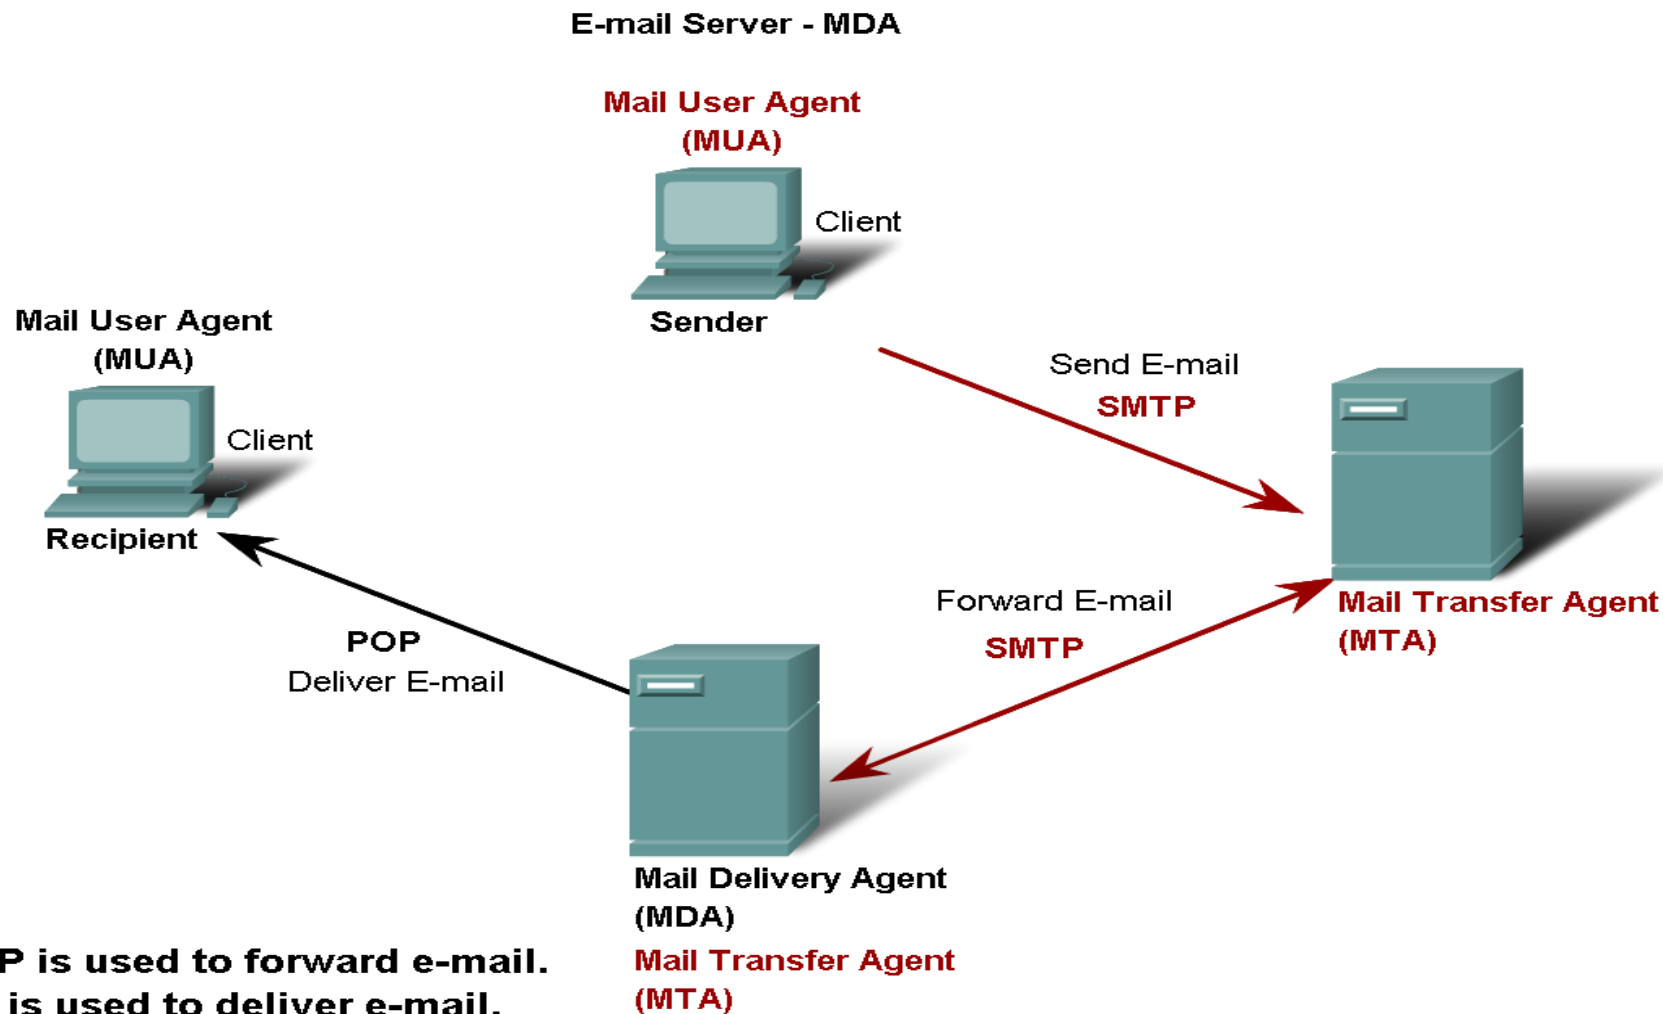 E-mail Server - MDA
Mail User Agent
(MUA)
Client
Sender
Mail User Agent
(MUA)
Client
Recipient
Send E-mail
SMTP
Mail Transfer Agent
(MTA)
Forward E-mail
SMTP
POP
Deliver E-mail
Mail Delivery Agent
(MDA)
Mail Transfer Agent
(MTA)
P is used to forward e-mail.
is used to deliver e-mail.